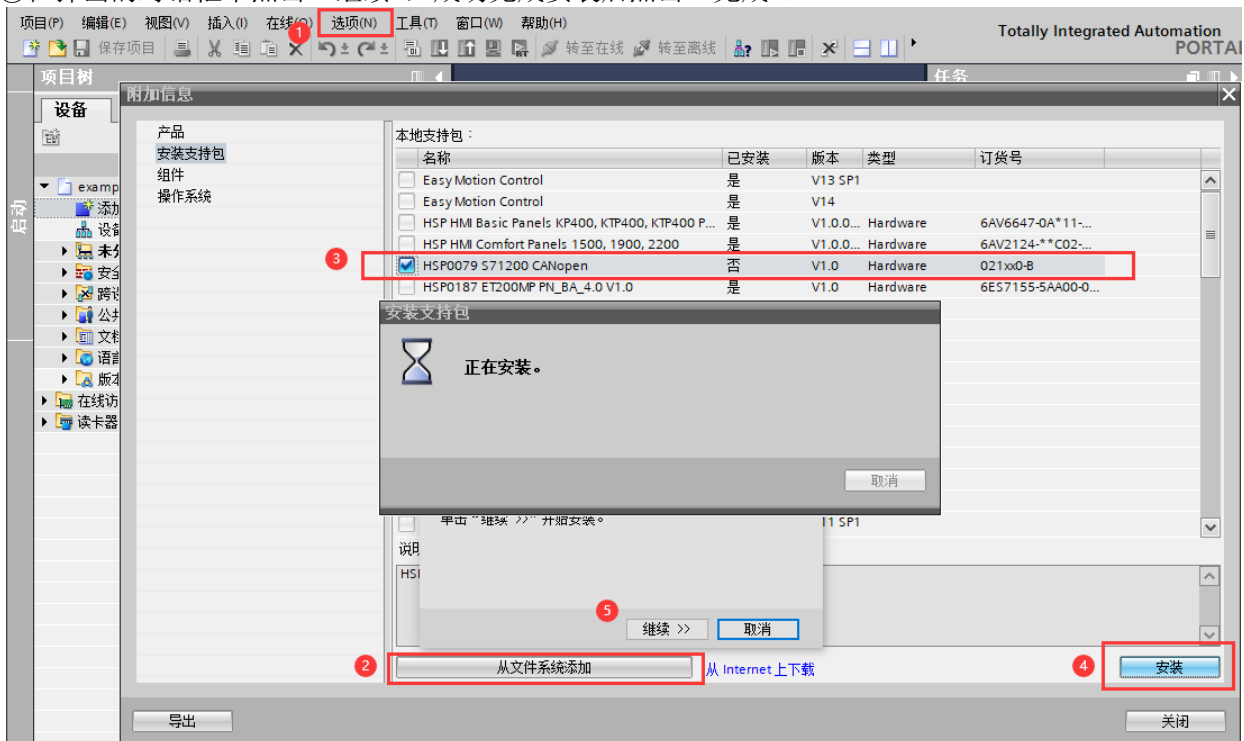 项目(P) 编辑(E) 视图(V) 插入(I) 在线(O) 选项(N) 工具(T) 窗口(W) 帮助(H)
1
Totally Integrated Automation
PORTAL
保存项目 转至在线 转至离线
项目树
任务
附加信息
设备
产品
安装支持包
组件
操作系统
本地支持包：
名称 已安装 版本 类型 订货号
Easy Motion Control 是 V13 SP1
Easy Motion Control 是 V14
HSP HMI Basic Panels KP400, KTP400, KTP400 P... 是 V1.0.0... Hardware 6AV6647-0A*11-...
HSP HMI Comfort Panels 1500, 1900, 2200 是 V1.0.0... Hardware 6AV2124-**C02-...
3
HSP0079 S71200 CANopen 否 V1.0 Hardware 021xx0-B
HSP0187 ET200MP PN_BA_4.0 V1.0 是 V1.0 Hardware 6ES7155-5AA00-0...
examp
添加
设备
未分
安全
跨设
公共
文档
语言
版本
在线访
读卡器
启动
安装支持包
正在安装。
取消
单击“继续 >>”开始安装。
11 SP1
说明
HSP
5
继续 >> 取消
2
从文件系统添加 从 Internet 上下载
4
安装
导出 关闭